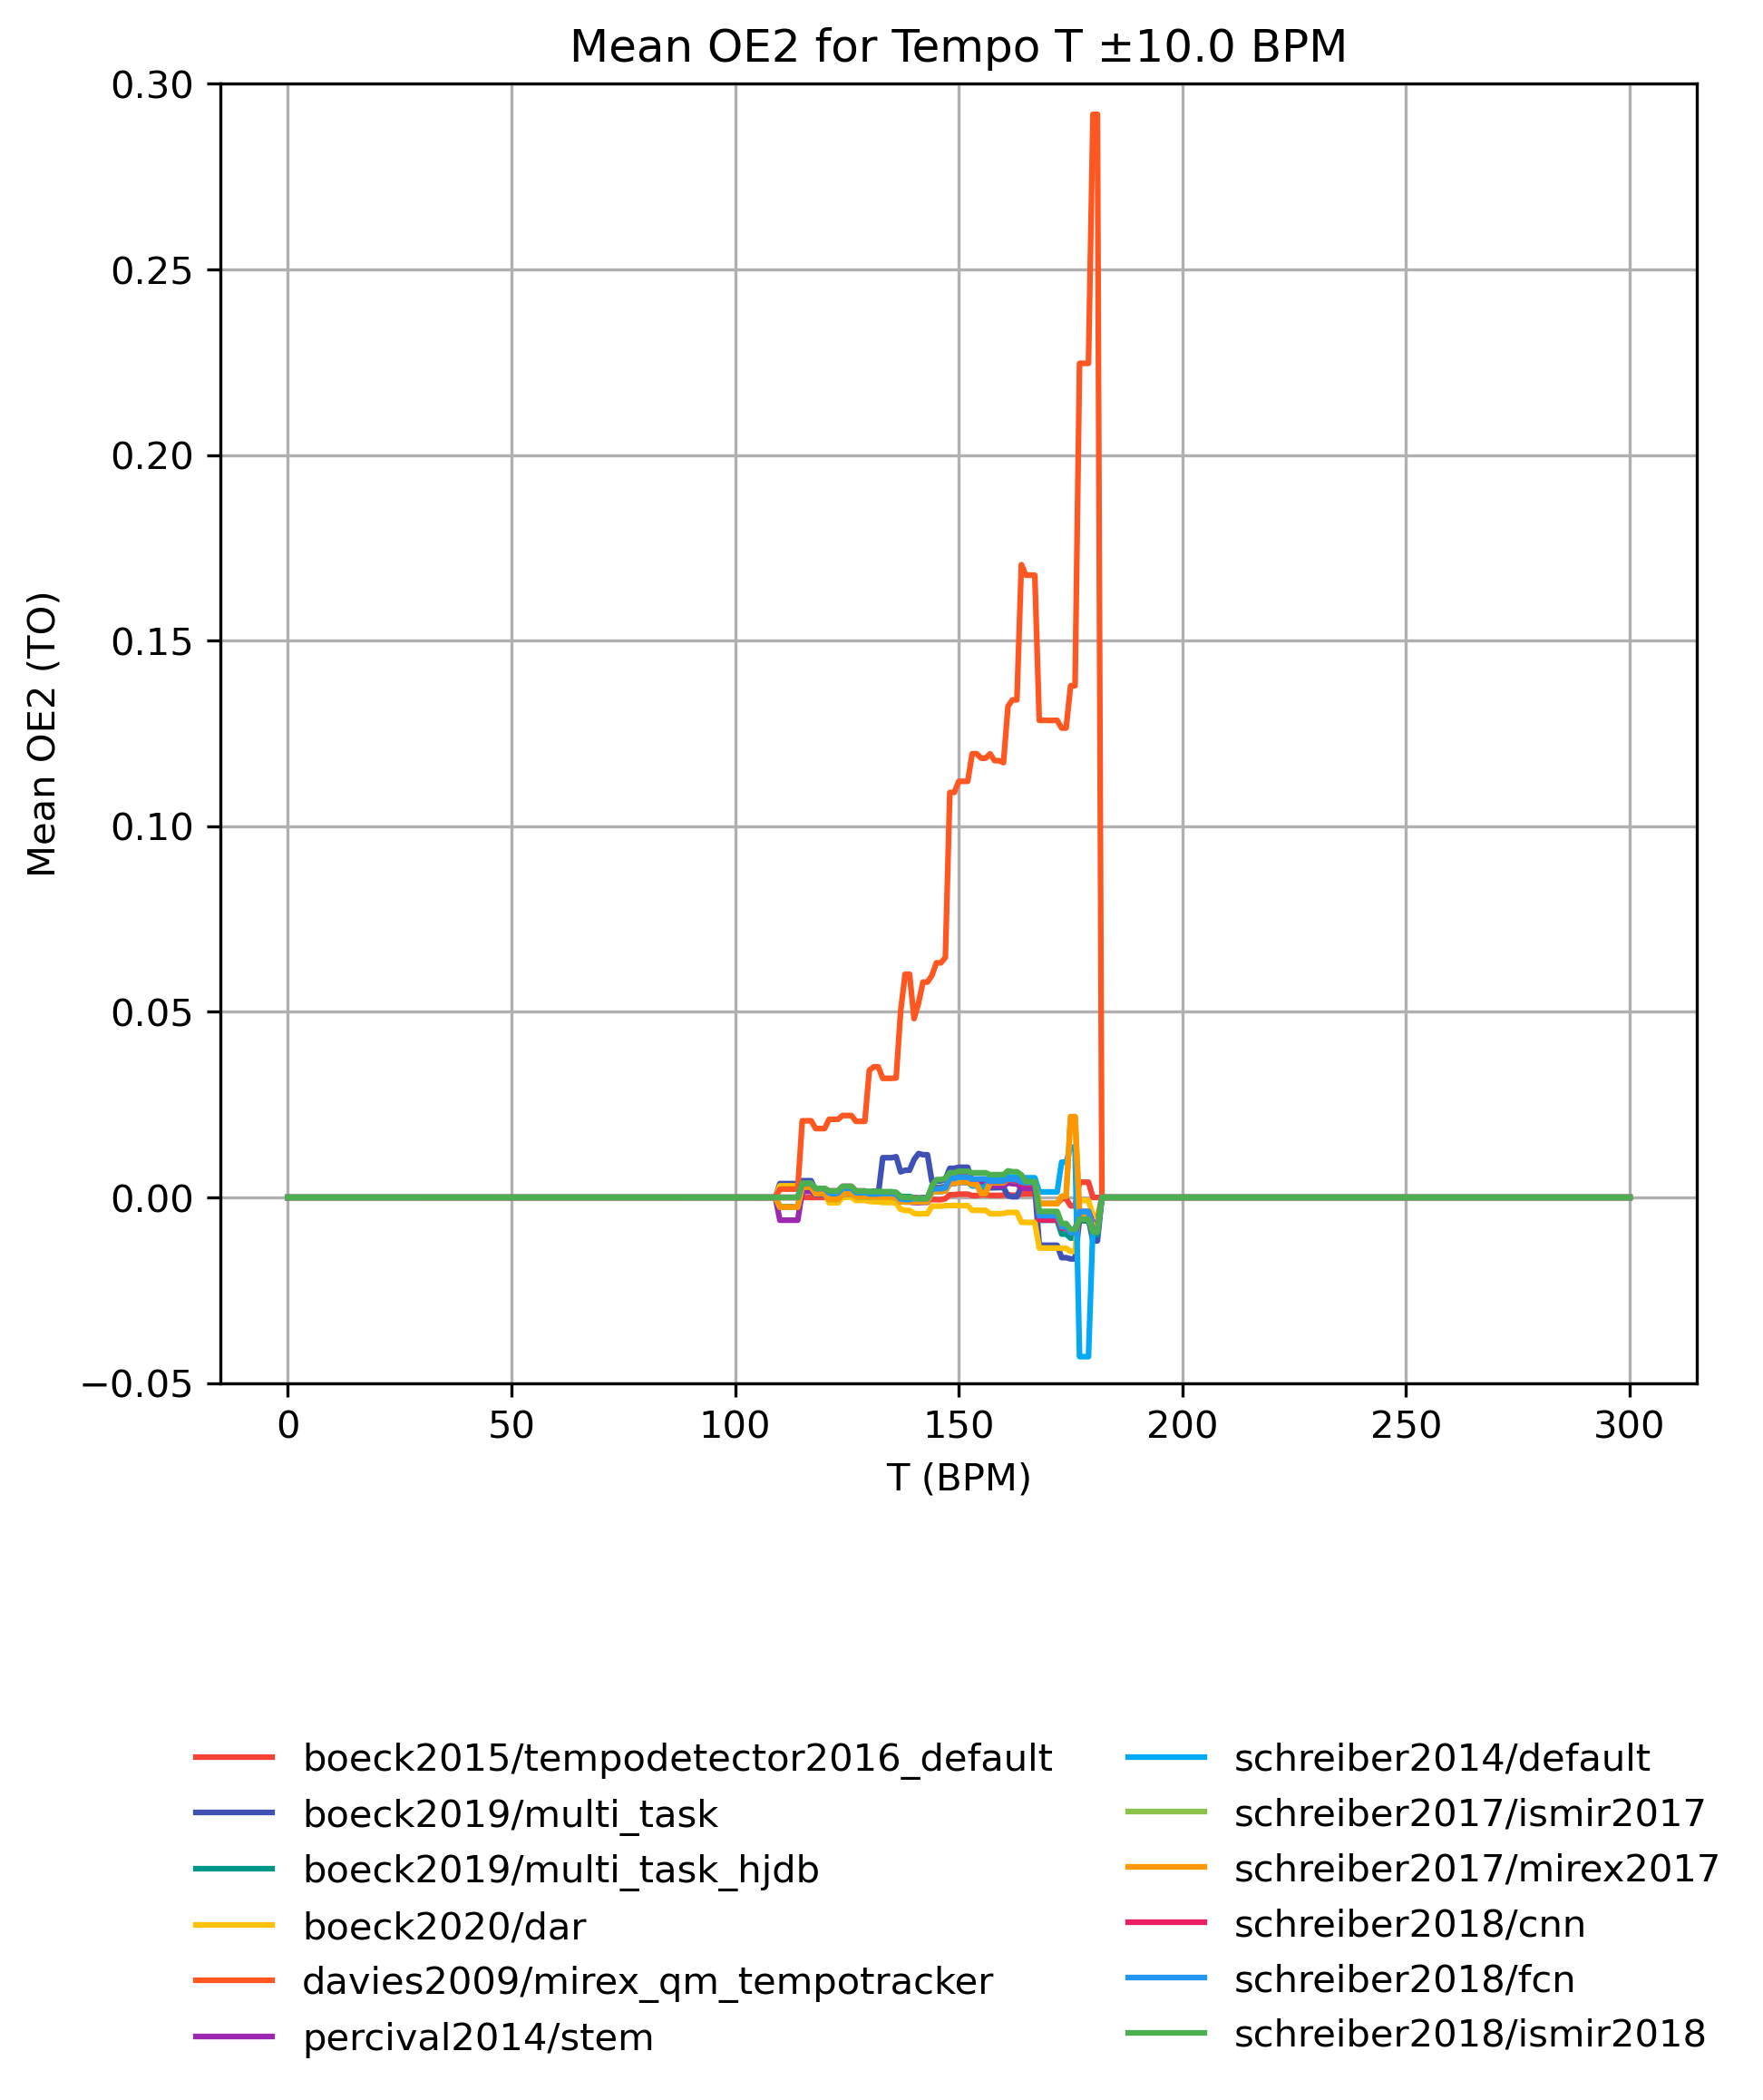 Mean OE2 for Tempo T ±10.0 BPM
0.30
0.25
0.20
0.15
0.10
0.05
0.00
−0.05
Mean OE2 (TO)
0 50 100 150 200 250 300
T (BPM)
boeck2015/tempodetector2016_default
boeck2019/multi_task
boeck2019/multi_task_hjdb
boeck2020/dar
davies2009/mirex_qm_tempotracker
percival2014/stem
schreiber2014/default
schreiber2017/ismir2017
schreiber2017/mirex2017
schreiber2018/cnn
schreiber2018/fcn
schreiber2018/ismir2018